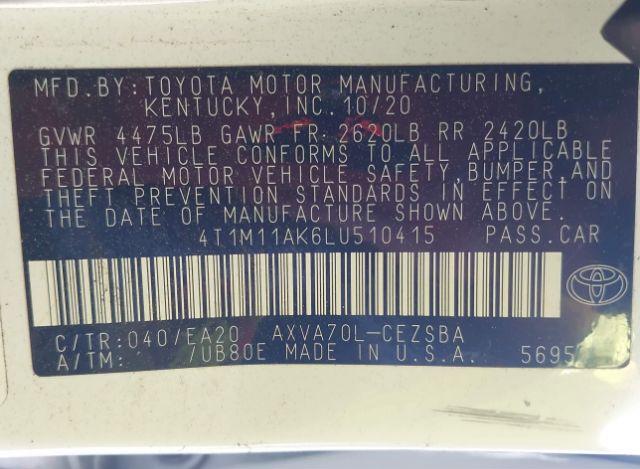 MFD.BY: TOYOTA MOTOR MANUFACTURING,
KENTUCKY, INC. 10/20
GVWR 4475LB GAWR FR 2620LB RR 2420LB
THIS VEHICLE CONFORMS TO ALL APPLICABLE
FEDERAL MOTOR VEHICLE SAFETY, BUMPER, AND
THEFT PREVENTION STANDARDS IN EFFECT ON
THE DATE OF MANUFACTURE SHOWN ABOVE.
4T1M11AK6LU510415 PASS.CAR
C/TR: 040/EA20 AXVA70L-CEZSBA
A/TM: /UB80E MADE IN U.S.A.